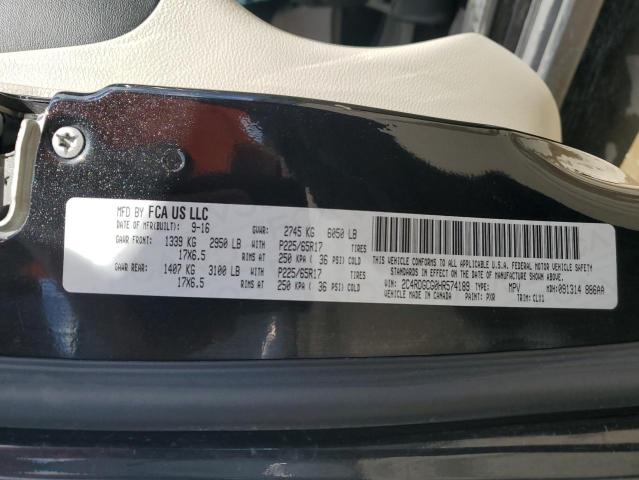 MFD BY FCA US LLC
DATE OF MFR(BUILT): 9-16 GVWR: 2745 KG 6050 LB
GAWR FRONT: 1339 KG 2950 LB WITH P225/65R17 TIRES
17X6.5 RIMS AT 250 KPA ( 36 PSI) COLD
GAWR REAR: 1407 KG 3100 LB WITH P225/65R17 TIRES
17X6.5 RIMS AT 250 KPA ( 36 PSI) COLD
THIS VEHICLE CONFORMS TO ALL APPLICABLE U.S.A. FEDERAL MOTOR VEHICLE SAFETY
STANDARDS IN EFFECT ON THE DATE OF MANUFACTURE SHOWN ABOVE.
VIN: 2C4RDGCG0HR574189 TYPE: MPV MDH:091314 886AA
VEHICLE MADE IN CANADA PAINT: PXR TRIM: CLX1